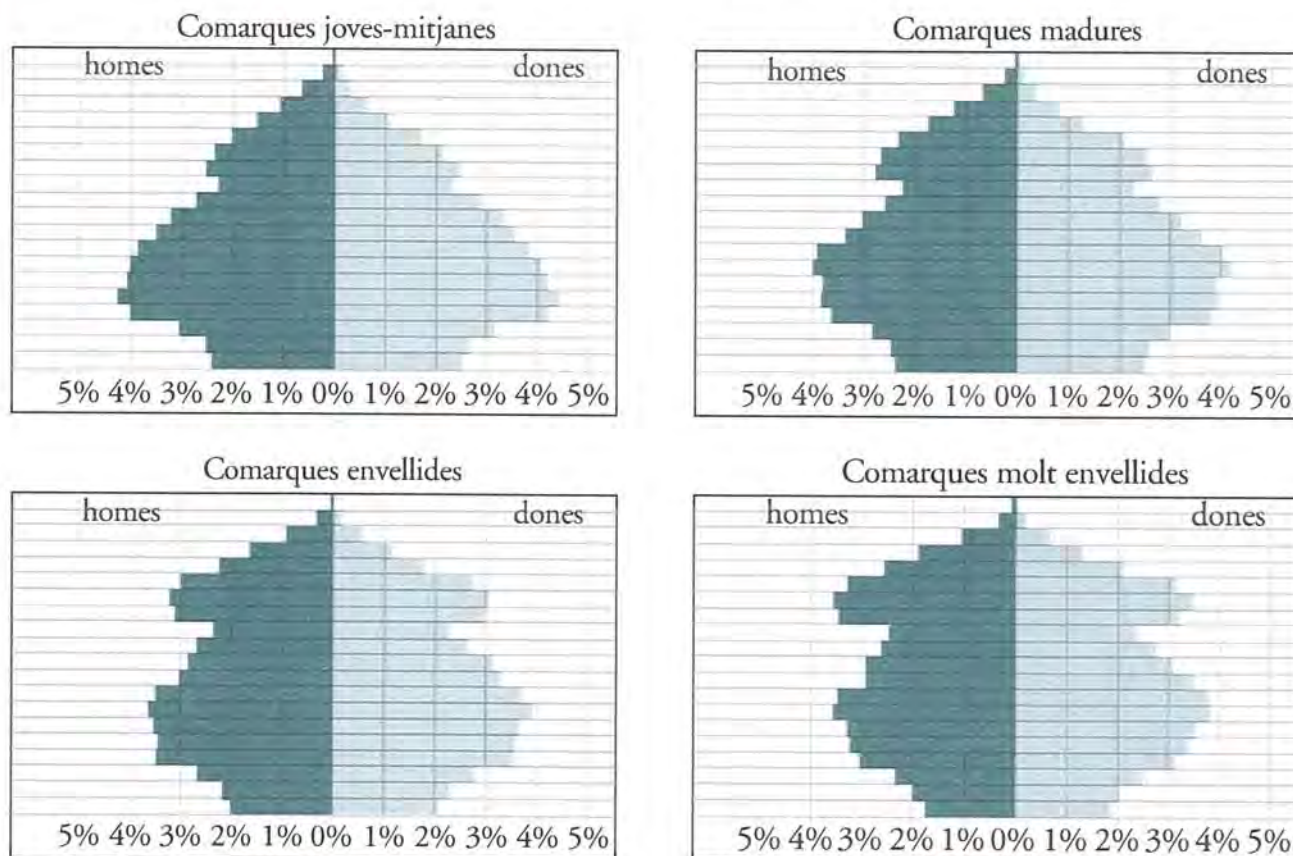 Comarques joves-mitjanes
homes dones
5% 4% 3% 2% 1% 0% 1% 2% 3% 4% 5%
Comarques madures
homes dones
5% 4% 3% 2% 1% 0% 1% 2% 3% 4% 5%
Comarques envellides
homes dones
5% 4% 3% 2% 1% 0% 1% 2% 3% 4% 5%
Comarques molt envellides
homes dones
5% 4% 3% 2% 1% 0% 1% 2% 3% 4% 5%